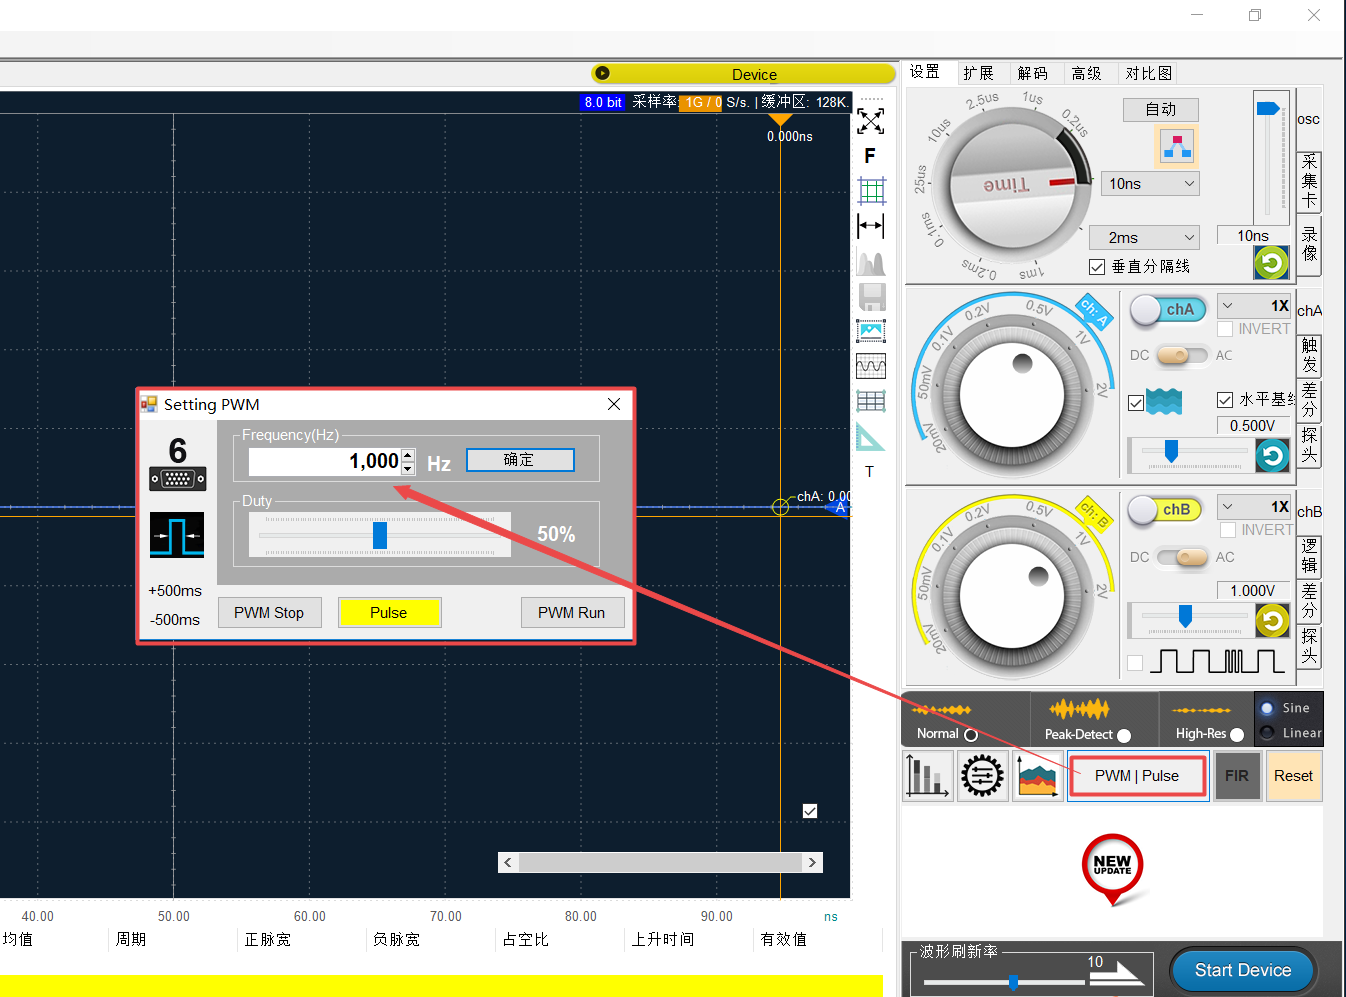 Device
8.0 bit 采样率: 1G / 0 S/s. | 缓冲区: 128K.
0.000ns
F
T
chA: 0.00
A
Setting PWM
6
Frequency(Hz)
1,000 Hz 确定
Duty
50%
+500ms
-500ms
PWM Stop Pulse PWM Run
40.00 50.00 60.00 70.00 80.00 90.00 ns
均值 周期 正脉宽 负脉宽 占空比 上升时间 有效值
设置 扩展 解码 高级 对比图
25us 10us 2.5us 1us 0.2us
0.1ms 0.2ms 1ms
Time
自动
10ns
2ms
垂直分隔线
10ns
osc
采集卡
录像
20mV 50mV 0.1V 0.2V 0.5V 1V 2V
ch: A
chA 1X
INVERT
DC AC
水平基线
0.500V
chA
触发
差分
探头
20mV 50mV 0.1V 0.2V 0.5V 1V 2V
ch: B
chB 1X
INVERT
DC AC
1.000V
chB
逻辑
差分
探头
Normal Peak-Detect High-Res Sine
Linear
PWM | Pulse FIR Reset
NEW
UPDATE
波形刷新率
10
Start Device